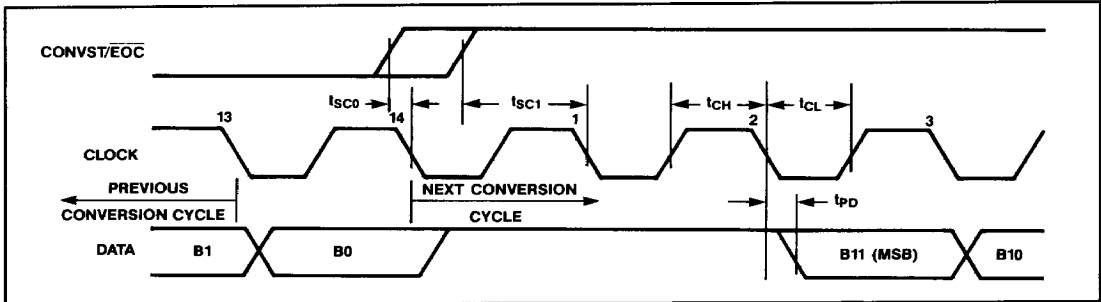 CONVST/EOC
tSC0
tSC1
tCH
tCL
13
14
1
2
3
CLOCK
PREVIOUS
CONVERSION CYCLE
NEXT CONVERSION
CYCLE
tPD
DATA
B1
B0
B11 (MSB)
B10